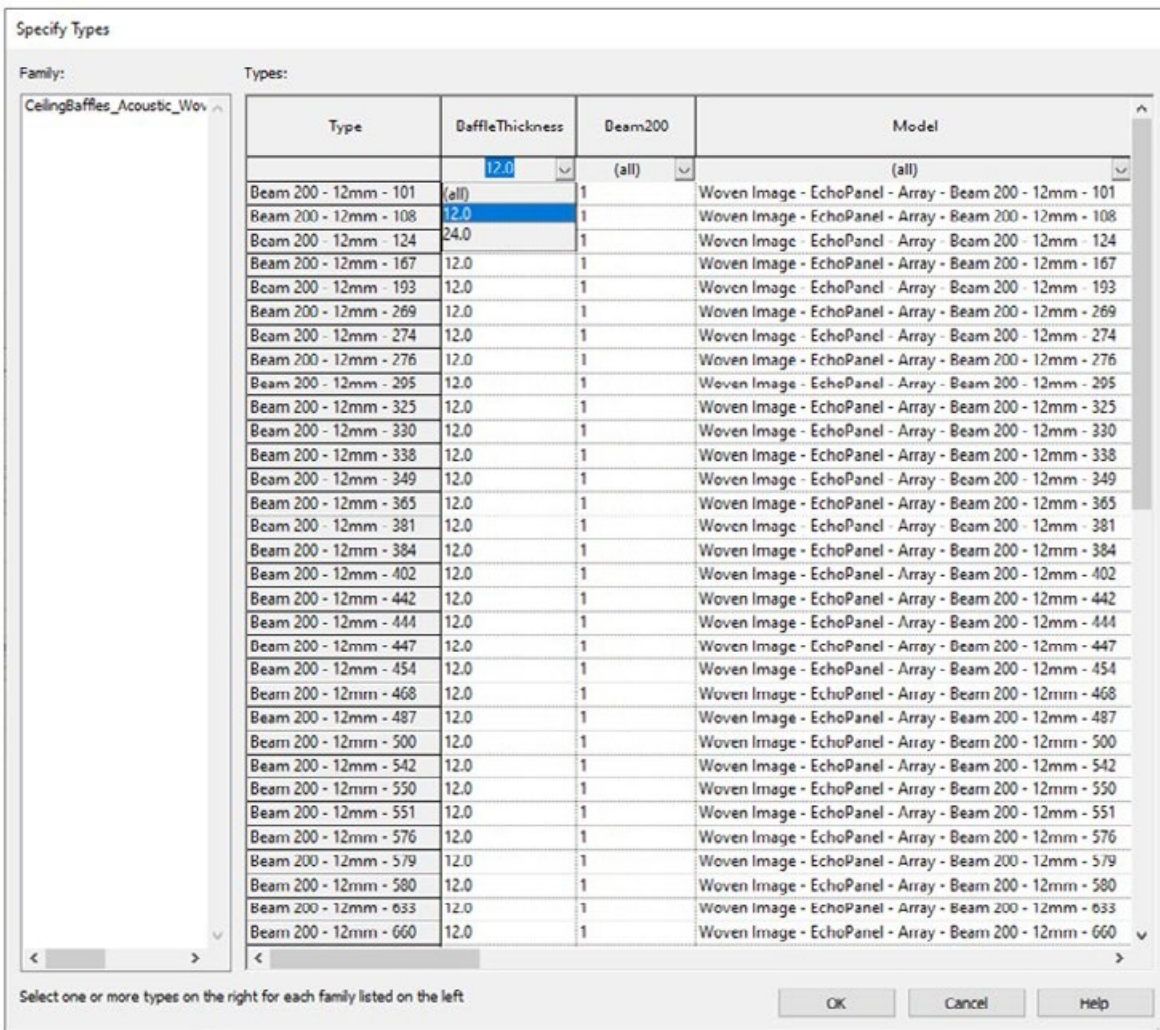 Specify Types
Family: Types:
CeilingBaffles_Acoustic_Wov
Type BaffleThickness Beam200 Model
12.0 (all) (all)
Beam 200 - 12mm - 101 (all) 1 Woven Image - EchoPanel - Array - Beam 200 - 12mm - 101
Beam 200 - 12mm - 108 12.0 1 Woven Image - EchoPanel - Array - Beam 200 - 12mm - 108
Beam 200 - 12mm - 124 24.0 1 Woven Image - EchoPanel - Array - Beam 200 - 12mm - 124
Beam 200 - 12mm - 167 12.0 1 Woven Image - EchoPanel - Array - Beam 200 - 12mm - 167
Beam 200 - 12mm - 193 12.0 1 Woven Image - EchoPanel - Array - Beam 200 - 12mm - 193
Beam 200 - 12mm - 269 12.0 1 Woven Image - EchoPanel - Array - Beam 200 - 12mm - 269
Beam 200 - 12mm - 274 12.0 1 Woven Image - EchoPanel - Array - Beam 200 - 12mm - 274
Beam 200 - 12mm - 276 12.0 1 Woven Image - EchoPanel - Array - Beam 200 - 12mm - 276
Beam 200 - 12mm - 295 12.0 1 Woven Image - EchoPanel - Array - Beam 200 - 12mm - 295
Beam 200 - 12mm - 325 12.0 1 Woven Image - EchoPanel - Array - Beam 200 - 12mm - 325
Beam 200 - 12mm - 330 12.0 1 Woven Image - EchoPanel - Array - Beam 200 - 12mm - 330
Beam 200 - 12mm - 338 12.0 1 Woven Image - EchoPanel - Array - Beam 200 - 12mm - 338
Beam 200 - 12mm - 349 12.0 1 Woven Image - EchoPanel - Array - Beam 200 - 12mm - 349
Beam 200 - 12mm - 365 12.0 1 Woven Image - EchoPanel - Array - Beam 200 - 12mm - 365
Beam 200 - 12mm - 381 12.0 1 Woven Image - EchoPanel - Array - Beam 200 - 12mm - 381
Beam 200 - 12mm - 384 12.0 1 Woven Image - EchoPanel - Array - Beam 200 - 12mm - 384
Beam 200 - 12mm - 402 12.0 1 Woven Image - EchoPanel - Array - Beam 200 - 12mm - 402
Beam 200 - 12mm - 442 12.0 1 Woven Image - EchoPanel - Array - Beam 200 - 12mm - 442
Beam 200 - 12mm - 444 12.0 1 Woven Image - EchoPanel - Array - Beam 200 - 12mm - 444
Beam 200 - 12mm - 447 12.0 1 Woven Image - EchoPanel - Array - Beam 200 - 12mm - 447
Beam 200 - 12mm - 454 12.0 1 Woven Image - EchoPanel - Array - Beam 200 - 12mm - 454
Beam 200 - 12mm - 468 12.0 1 Woven Image - EchoPanel - Array - Beam 200 - 12mm - 468
Beam 200 - 12mm - 487 12.0 1 Woven Image - EchoPanel - Array - Beam 200 - 12mm - 487
Beam 200 - 12mm - 500 12.0 1 Woven Image - EchoPanel - Array - Beam 200 - 12mm - 500
Beam 200 - 12mm - 542 12.0 1 Woven Image - EchoPanel - Array - Beam 200 - 12mm - 542
Beam 200 - 12mm - 550 12.0 1 Woven Image - EchoPanel - Array - Beam 200 - 12mm - 550
Beam 200 - 12mm - 551 12.0 1 Woven Image - EchoPanel - Array - Beam 200 - 12mm - 551
Beam 200 - 12mm - 576 12.0 1 Woven Image - EchoPanel - Array - Beam 200 - 12mm - 576
Beam 200 - 12mm - 579 12.0 1 Woven Image - EchoPanel - Array - Beam 200 - 12mm - 579
Beam 200 - 12mm - 580 12.0 1 Woven Image - EchoPanel - Array - Beam 200 - 12mm - 580
Beam 200 - 12mm - 633 12.0 1 Woven Image - EchoPanel - Array - Beam 200 - 12mm - 633
Beam 200 - 12mm - 660 12.0 1 Woven Image - EchoPanel - Array - Beam 200 - 12mm - 660
Select one or more types on the right for each family listed on the left
OK Cancel Help